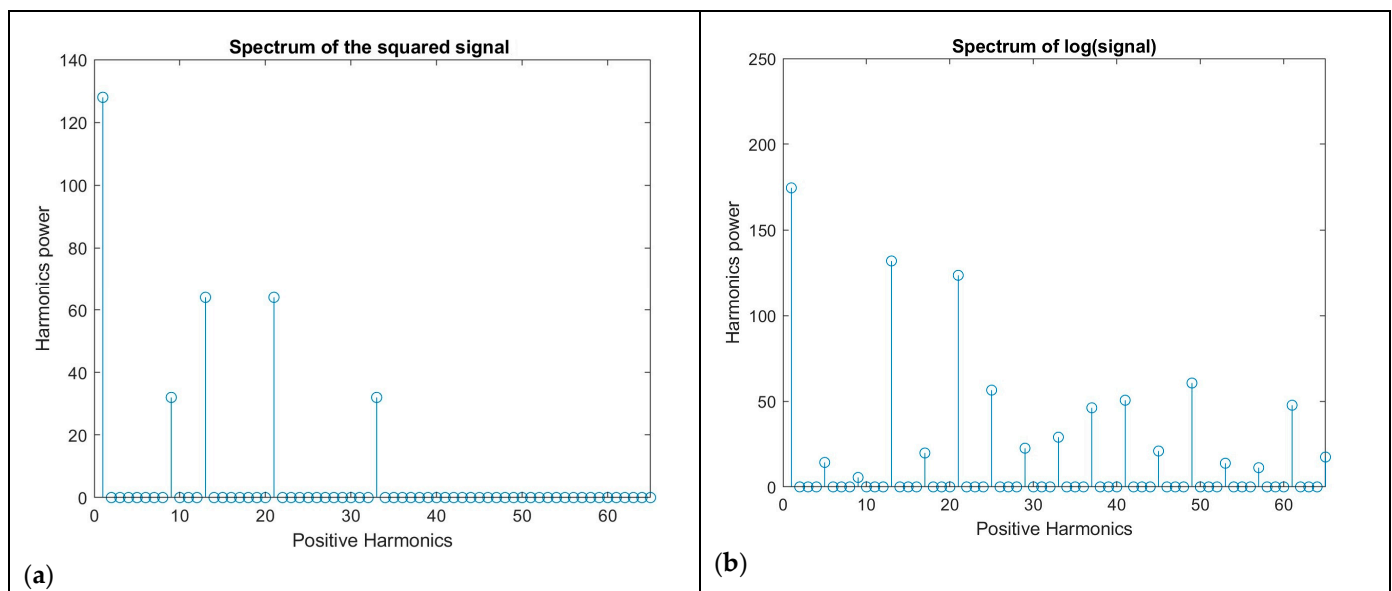 Spectrum of the squared signal
140
120
100
80
60
40
20
0
Harmonics power
0 10 20 30 40 50 60
Positive Harmonics
(a)
Spectrum of log(signal)
250
200
150
100
50
0
Harmonics power
0 10 20 30 40 50 60
Positive Harmonics
(b)